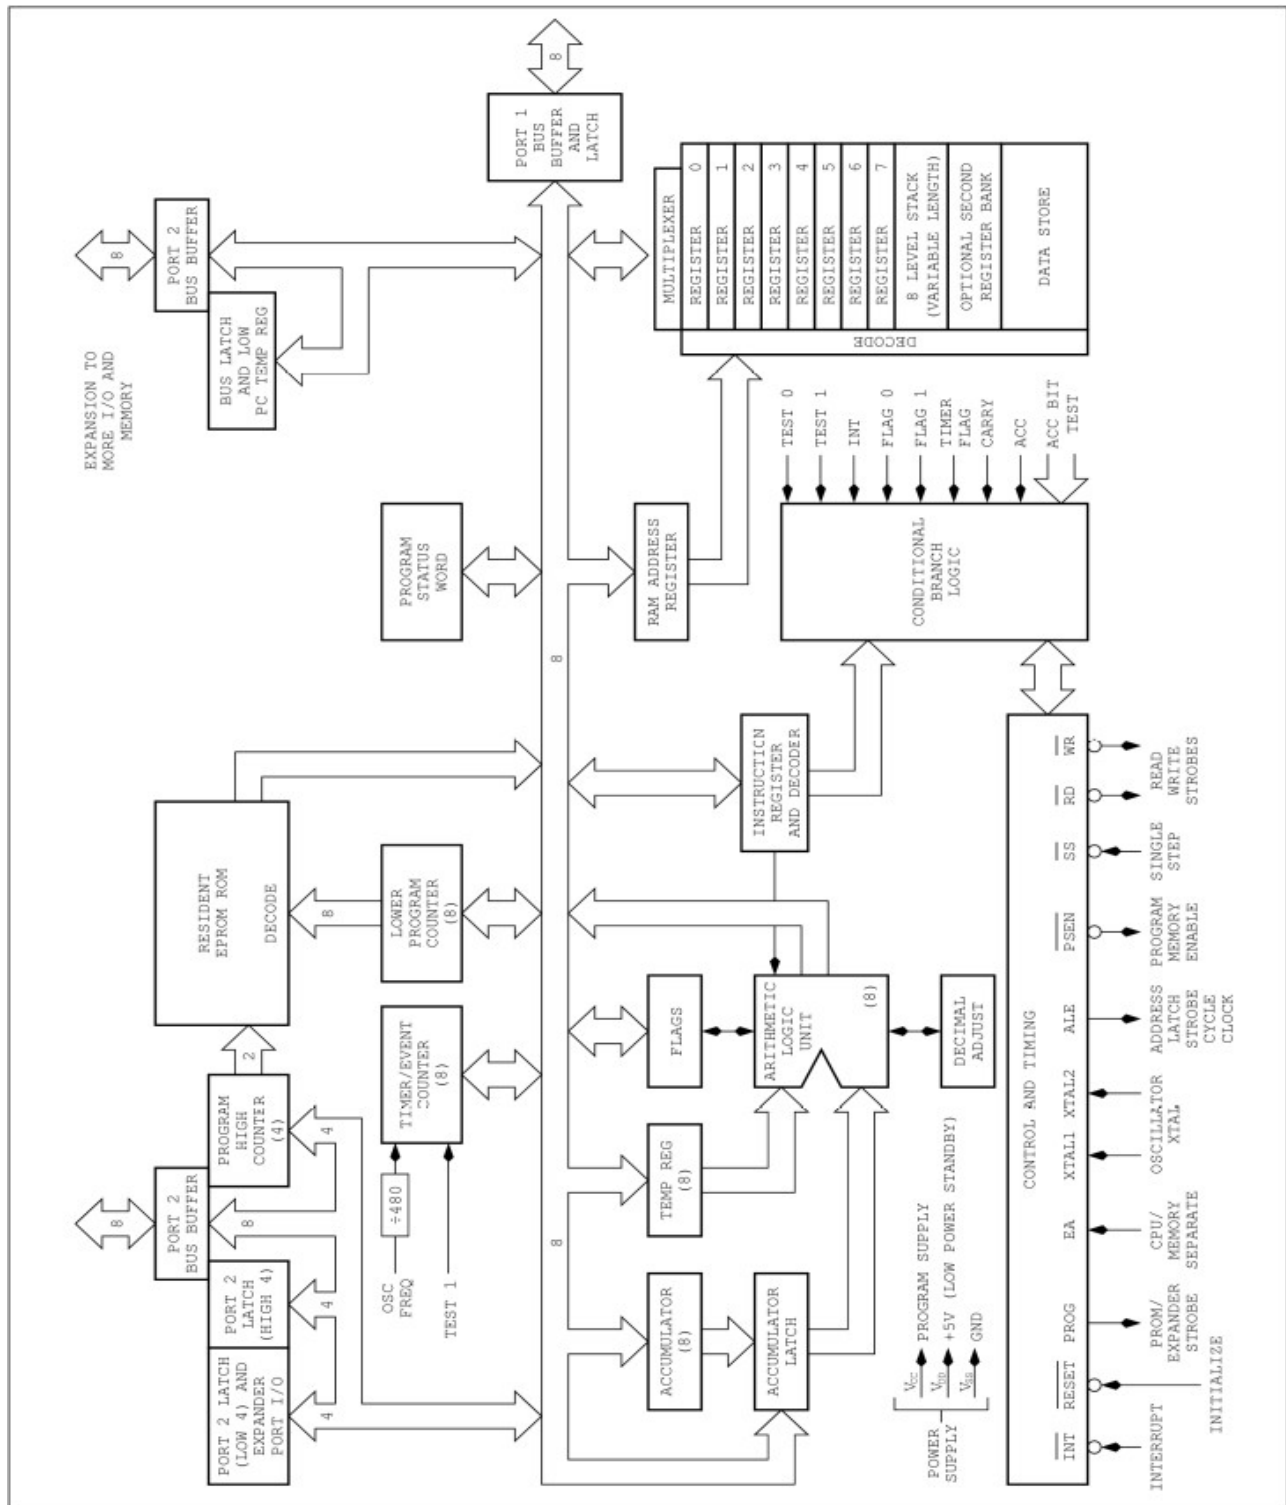 EXPANSION TO
MORE I/O AND
MEMORY
8
PORT 2
BUS BUFFER
8
PORT 2
BUS BUFFER
PORT 2 LATCH
(LOW 4) AND
EXPANDER
PORT I/O
PORT 2
LATCH
(HIGH 4)
PROGRAM
HIGH
COUNTER
(4)
2
RESIDENT
EPROM ROM
DECODE
BUS LATCH
AND LOW
PC TEMP REG
4
4
8
4
8
OSC
FREQ
÷480
TEST 1
TIMER/EVENT
COUNTER
(8)
LOWER
PROGRAM
COUNTER
(8)
PROGRAM
STATUS
WORD
8
PORT 1
BUS
BUFFER
AND
LATCH
8
8
ACCUMULATOR
(8)
TEMP REG
(8)
FLAGS
RAM ADDRESS
REGISTER
MULTIPLEXER
REGISTER 0
REGISTER 1
REGISTER 2
REGISTER 3
REGISTER 4
REGISTER 5
REGISTER 6
REGISTER 7
8 LEVEL STACK
(VARIABLE LENGTH)
OPTIONAL SECOND
REGISTER BANK
DATA STORE
DECODE
ACCUMULATOR
LATCH
ARITHMETIC
LOGIC
UNIT
(8)
INSTRUCTION
REGISTER
AND DECODER
CONDITIONAL
BRANCH
LOGIC
TEST 0
TEST 1
INT
FLAG 0
FLAG 1
TIMER
FLAG
CARRY
ACC
ACC BIT
TEST
DECIMAL
ADJUST
POWER
SUPPLY
VCC PROGRAM SUPPLY
VDD +5V (LOW POWER STANDBY)
VSS GND
CONTROL AND TIMING
INT
RESET
PROG
EA
XTAL1
XTAL2
ALE
PSEN
SS
RD
WR
INTERRUPT
INITIALIZE
PROM/
EXPANDER
STROBE
CPU/
MEMORY
SEPARATE
OSCILLATOR
XTAL
ADDRESS
LATCH
STROBE
CYCLE
CLOCK
PROGRAM
MEMORY
ENABLE
SINGLE
STEP
READ
WRITE
STROBES